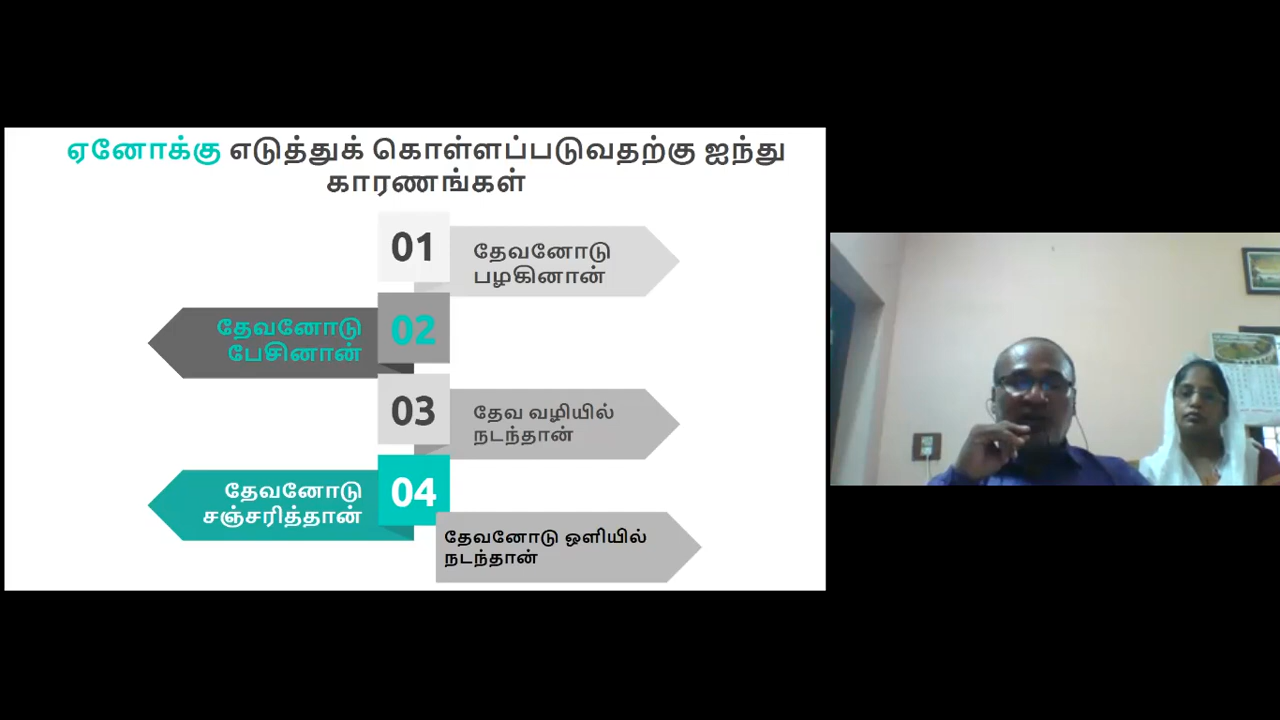 ஏனோக்கு எடுத்துக் கொள்ளப்படுவதற்கு ஐந்து
காரணங்கள்
01
தேவனோடு
பழகினான்
02
தேவனோடு
பேசினான்
03
தேவ வழியில்
நடந்தான்
04
தேவனோடு
சஞ்சரித்தான்
தேவனோடு ஒளியில்
நடந்தான்